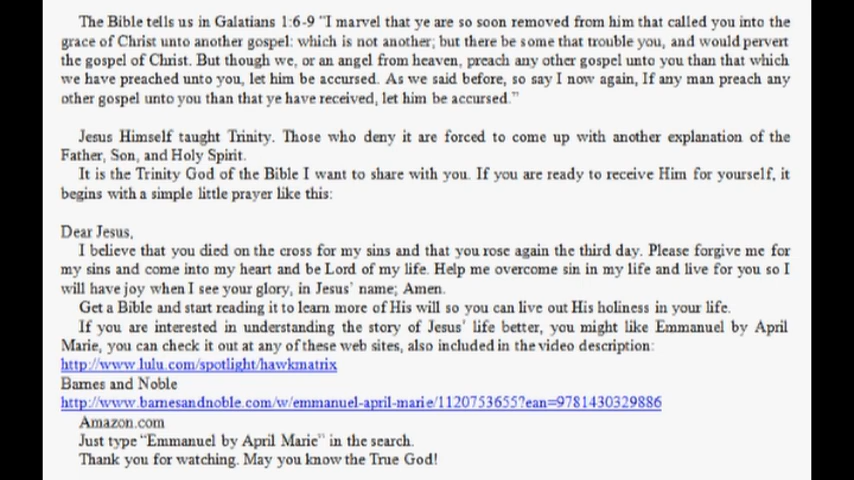 The Bible tells us in Galatians 1:6-9 "I marvel that ye are so soon removed from him that called you into the
grace of Christ unto another gospel: which is not another; but there be some that trouble you, and would pervert
the gospel of Christ. But though we, or an angel from heaven, preach any other gospel unto you than that which
we have preached unto you, let him be accursed. As we said before, so say I now again, If any man preach any
other gospel unto you than that ye have received, let him be accursed."
Jesus Himself taught Trinity. Those who deny it are forced to come up with another explanation of the
Father, Son, and Holy Spirit.
It is the Trinity God of the Bible I want to share with you. If you are ready to receive Him for yourself, it
begins with a simple little prayer like this:
Dear Jesus,
I believe that you died on the cross for my sins and that you rose again the third day. Please forgive me for
my sins and come into my heart and be Lord of my life. Help me overcome sin in my life and live for you so I
will have joy when I see your glory, in Jesus' name; Amen.
Get a Bible and start reading it to learn more of His will so you can live out His holiness in your life.
If you are interested in understanding the story of Jesus' life better, you might like Emmanuel by April
Marie, you can check it out at any of these web sites, also included in the video description:
http://www.lulu.com/spotlight/hawkmatrix
Barnes and Noble
http://www.barnesandnoble.com/w/emmanuel-april-marie/1120753655?ean=9781430329886
Amazon.com
Just type "Emmanuel by April Marie" in the search.
Thank you for watching. May you know the True God!